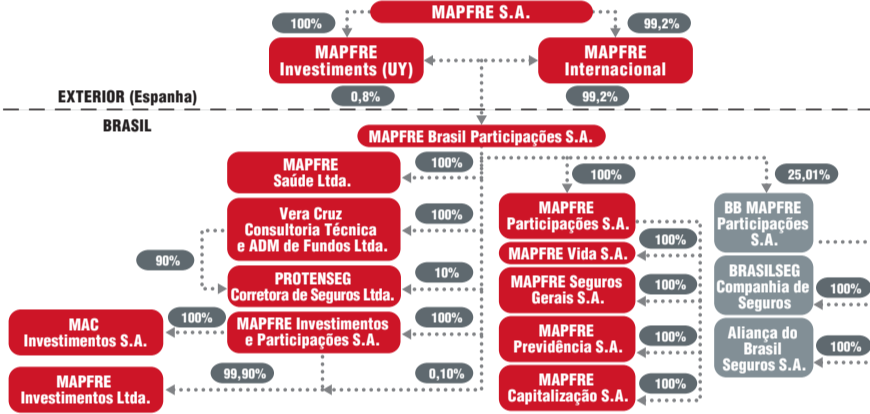 MAPFRE S.A.
100%
99,2%
MAPFRE
Investiments (UY)
MAPFRE
Internacional
0,8%
99,2%
EXTERIOR (Espanha)
BRASIL
MAPFRE Brasil Participações S.A.
MAPFRE
Saúde Ltda.
100%
100%
25,01%
Vera Cruz
Consultoria Técnica
e ADM de Fundos Ltda.
100%
MAPFRE
Participações S.A.
BB MAPFRE
Participações
S.A.
MAPFRE Vida S.A.
100%
90%
PROTENSEG
Corretora de Seguros Ltda.
10%
MAPFRE Seguros
Gerais S.A.
100%
BRASILSEG
Companhia de
Seguros
100%
MAC
Investimentos S.A.
100%
MAPFRE Investimentos
e Participações S.A.
100%
MAPFRE
Previdência S.A.
100%
Aliança do
Brasil
Seguros S.A.
100%
MAPFRE
Investimentos Ltda.
99,90%
0,10%
MAPFRE
Capitalização S.A.
100%